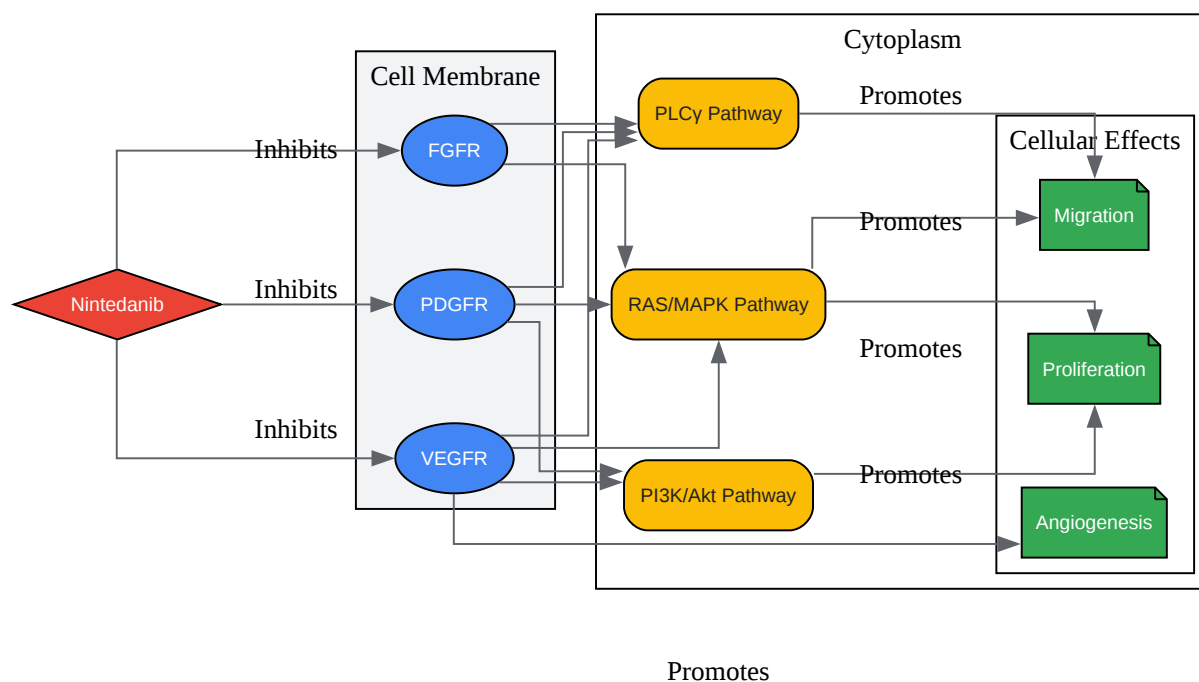 Cytoplasm
Cell Membrane
PLCγ Pathway
Promotes
Cellular Effects
Inhibits
FGFR
Migration
Promotes
Inhibits
Nintedanib
PDGFR
RAS/MAPK Pathway
Promotes
Proliferation
Inhibits
VEGFR
PI3K/Akt Pathway
Promotes
Angiogenesis
Promotes